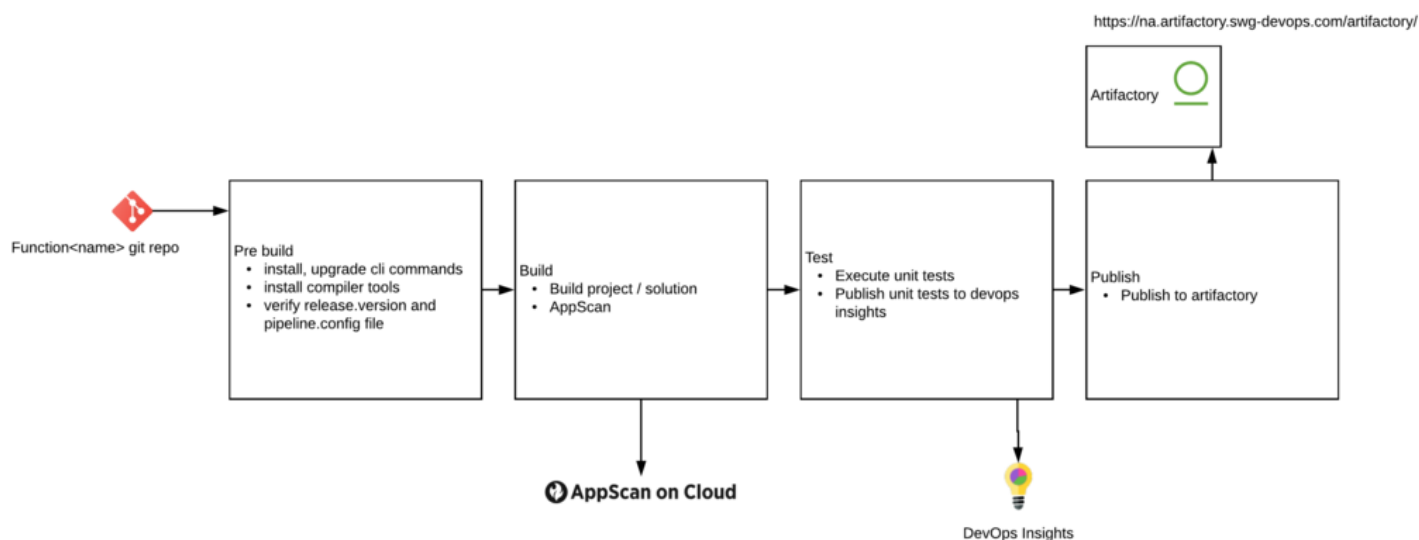 https://na.artifactory.swg-devops.com/artifactory/
Artifactory
Function<name> git repo
Pre build
• install, upgrade cli commands
• install compiler tools
• verify release.version and
pipeline.config file
Build
• Build project / solution
• AppScan
Test
• Execute unit tests
• Publish unit tests to devops
insights
Publish
• Publish to artifactory
AppScan on Cloud
DevOps Insights